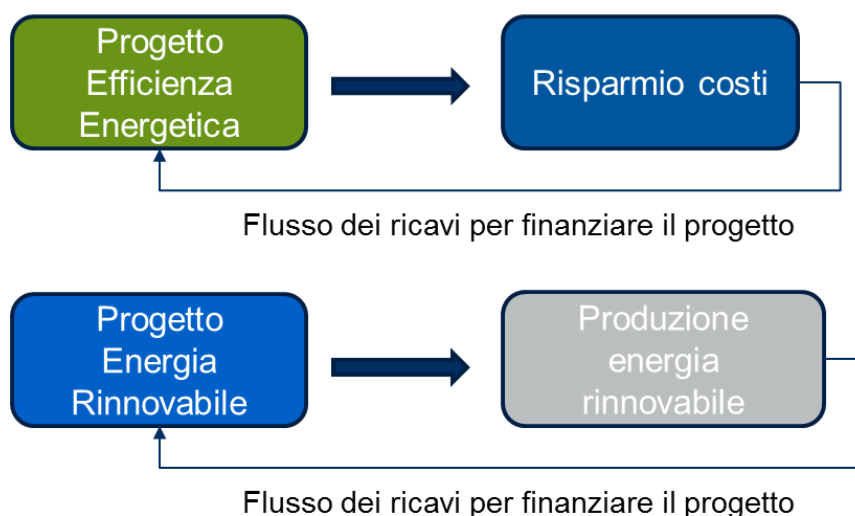 Progetto
Efficienza
Energetica
Risparmio costi
Flusso dei ricavi per finanziare il progetto
Progetto
Energia
Rinnovabile
Produzione
energia
rinnovabile
Flusso dei ricavi per finanziare il progetto